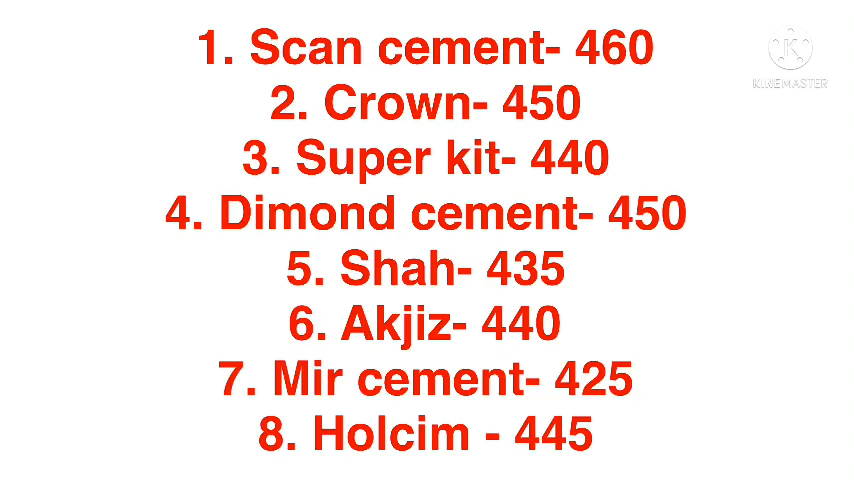 1. Scan cement- 460
2. Crown- 450
3. Super kit- 440
4. Dimond cement- 450
5. Shah- 435
6. Akjiz- 440
7. Mir cement- 425
8. Holcim - 445
K
KINEMASTER